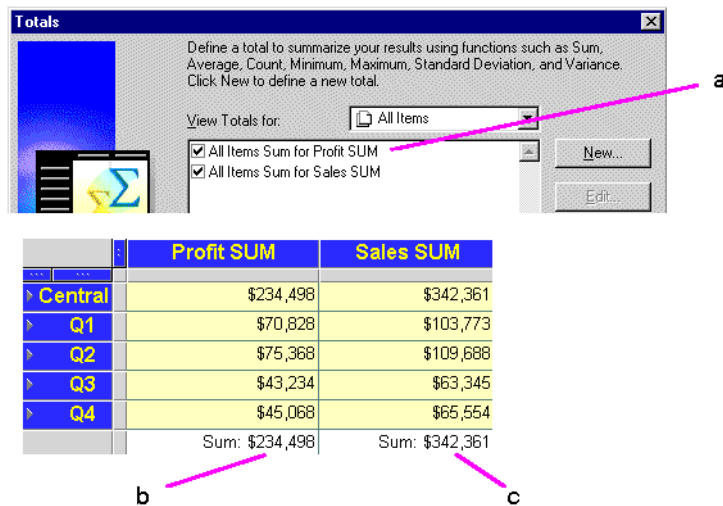 Totals
Define a total to summarize your results using functions such as Sum,
Average, Count, Minimum, Maximum, Standard Deviation, and Variance.
Click New to define a new total.
a
View Totals for: All Items
All Items Sum for Profit SUM
New...
All Items Sum for Sales SUM
Edit...
Profit SUM Sales SUM
Central $234,498 $342,361
Q1 $70,828 $103,773
Q2 $75,368 $109,688
Q3 $43,234 $63,345
Q4 $45,068 $65,554
Sum: $234,498 Sum: $342,361
b c